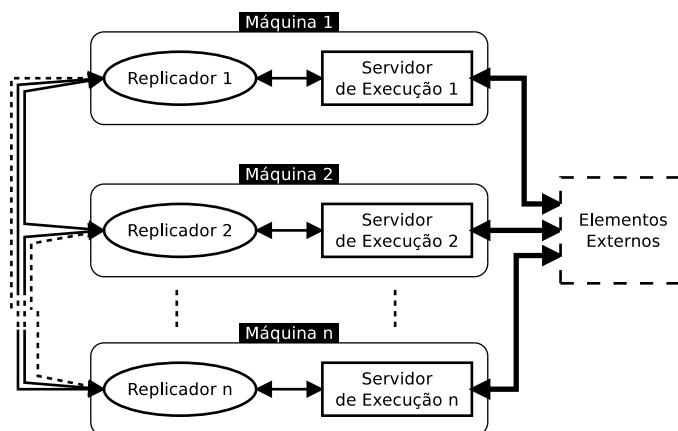 Máquina 1
Replicador 1
Servidor
de Execução 1
Máquina 2
Replicador 2
Servidor
de Execução 2
Elementos
Externos
Máquina n
Replicador n
Servidor
de Execução n